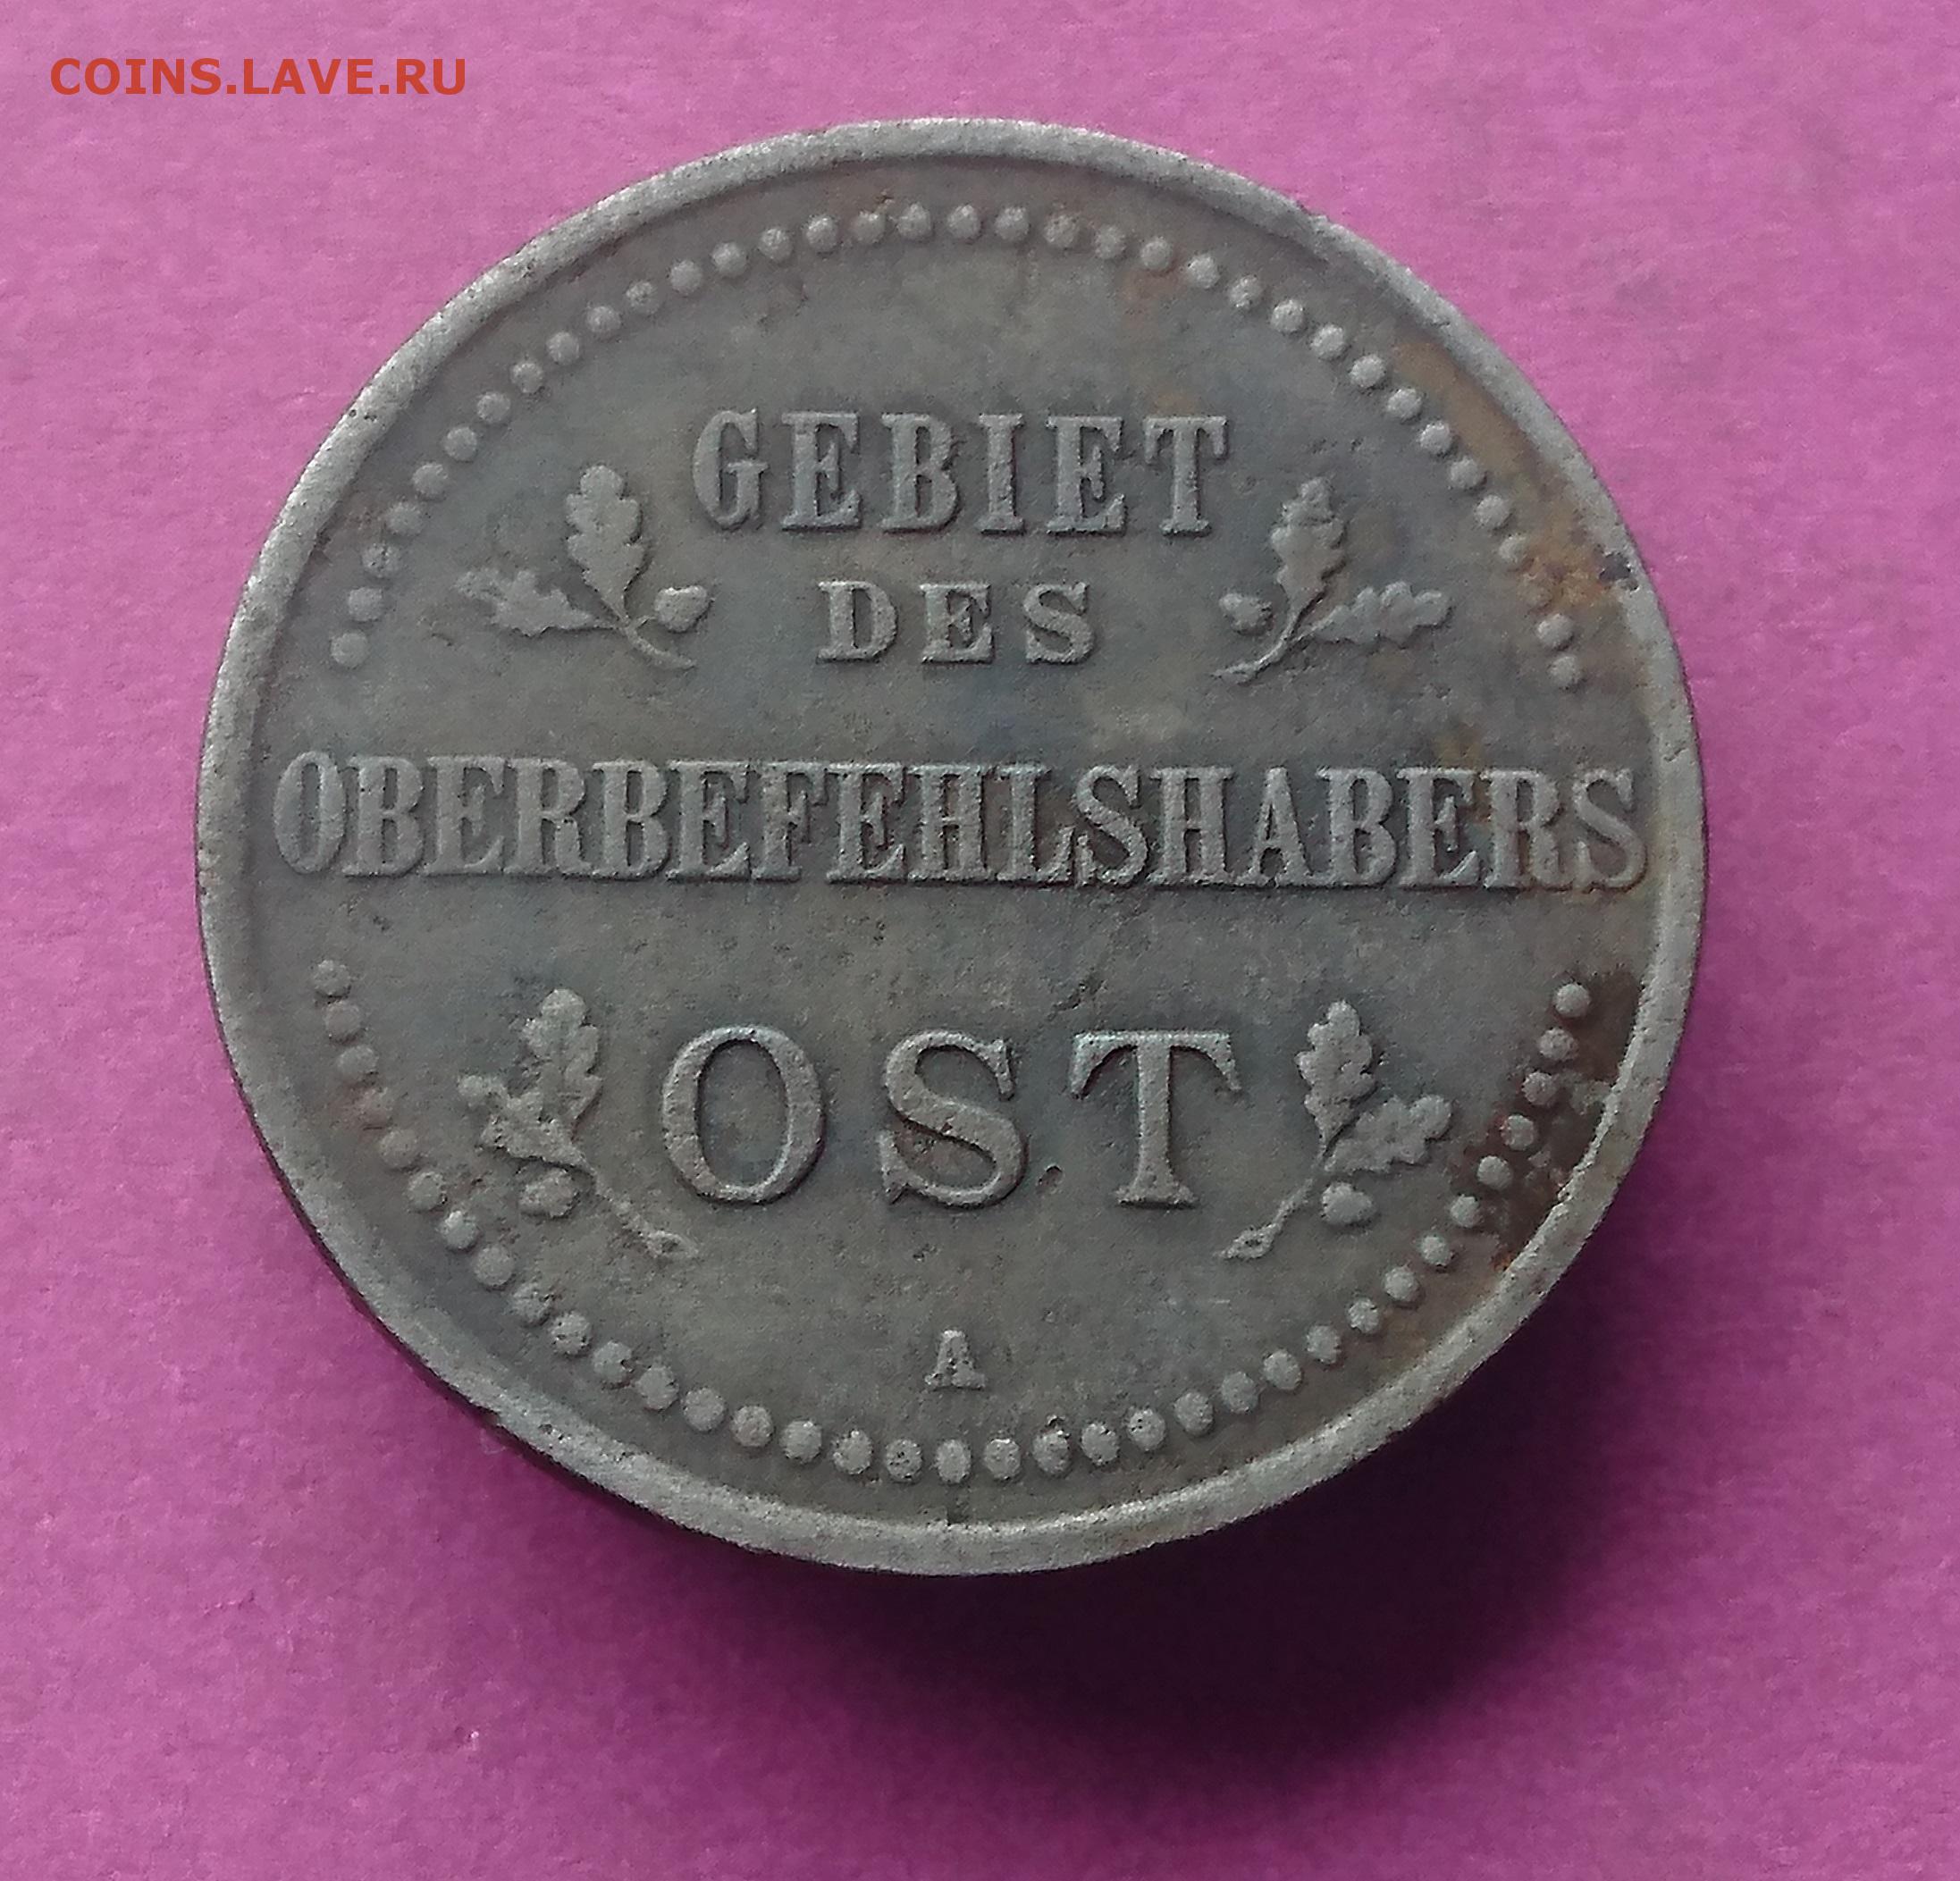 COINS.LAVE.RU
GEBIET
DES
OBERBEFEHLSHABERS
OST
A